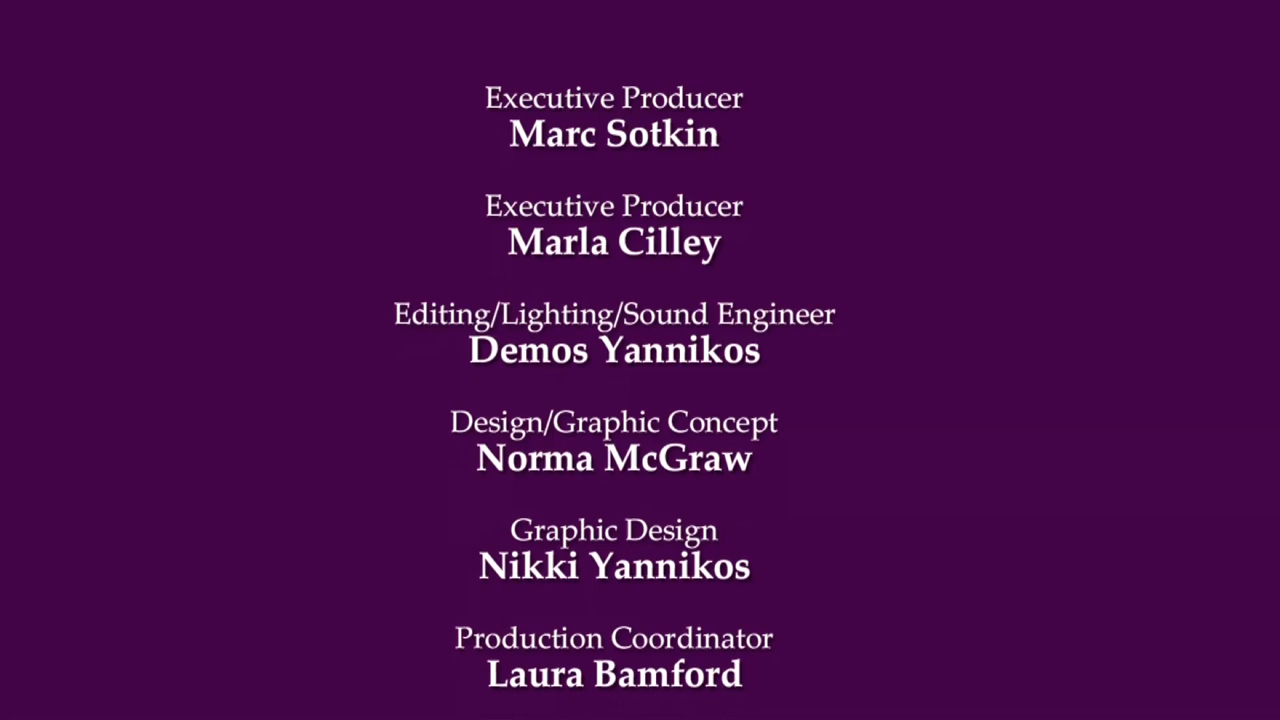 Executive Producer
Marc Sotkin
Executive Producer
Marla Cilley
Editing/Lighting/Sound Engineer
Demos Yannikos
Design/Graphic Concept
Norma McGraw
Graphic Design
Nikki Yannikos
Production Coordinator
Laura Bamford